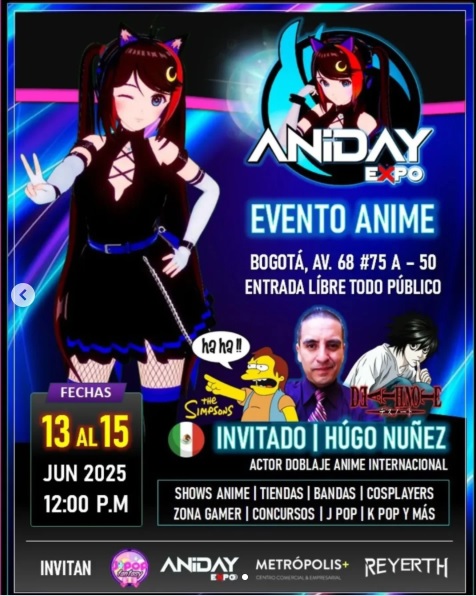 ANiDAY
EXPO
EVENTO ANIME
BOGOTÁ, AV. 68 #75 A - 50
ENTRADA LÍBRE TODO PÚBLICO
ha ha !!
THE
SIMPSONS
FECHAS
13 AL 15
JUN 2025
12:00 P.M
INVITADO | HÚGO NUÑEZ
ACTOR DOBLAJE ANIME INTERNACIONAL
SHOWS ANIME | TIENDAS | BANDAS | COSPLAYERS
ZONA GAMER | CONCURSOS | J POP | K POP Y MÁS
INVITAN
J POP
ANiDAY
EXPO
METRÓPOLIS+
CENTRO COMERCIAL & EMPRESARIAL
REYERTH